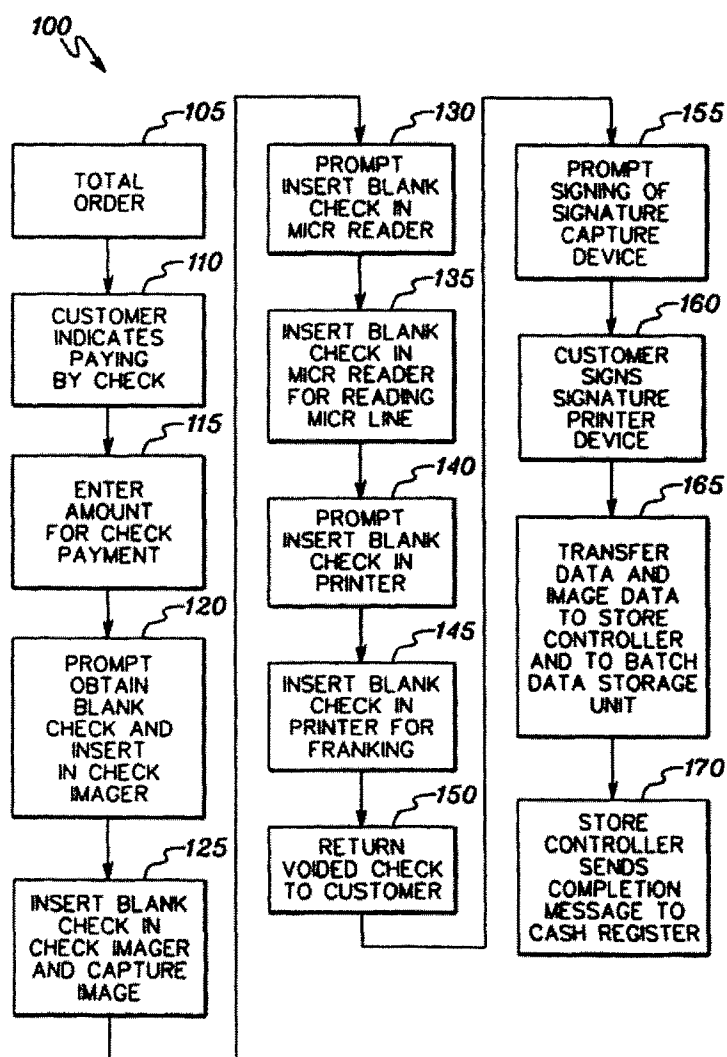 100
105
TOTAL
ORDER
110
CUSTOMER
INDICATES
PAYING
BY CHECK
115
ENTER
AMOUNT
FOR CHECK
PAYMENT
120
PROMPT
OBTAIN
BLANK
CHECK AND
INSERT
IN CHECK
IMAGER
125
INSERT BLANK
CHECK IN
CHECK IMAGER
AND CAPTURE
IMAGE
130
PROMPT
INSERT BLANK
CHECK IN
MICR READER
135
INSERT BLANK
CHECK IN
MICR READER
FOR READING
MICR LINE
140
PROMPT
INSERT BLANK
CHECK IN
PRINTER
145
INSERT BLANK
CHECK IN
PRINTER FOR
FRANKING
150
RETURN
VOIDED CHECK
TO CUSTOMER
155
PROMPT
SIGNING OF
SIGNATURE
CAPTURE
DEVICE
160
CUSTOMER
SIGNS
SIGNATURE
PRINTER
DEVICE
165
TRANSFER
DATA AND
IMAGE DATA
TO STORE
CONTROLLER
AND TO BATCH
DATA STORAGE
UNIT
170
STORE
CONTROLLER
SENDS
COMPLETION
MESSAGE TO
CASH REGISTER